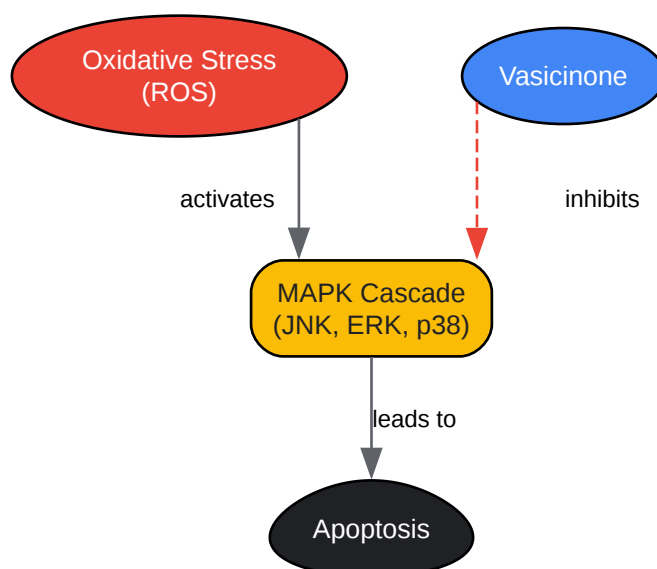 Oxidative Stress
(ROS)
Vasicinone
activates
inhibits
MAPK Cascade
(JNK, ERK, p38)
leads to
Apoptosis